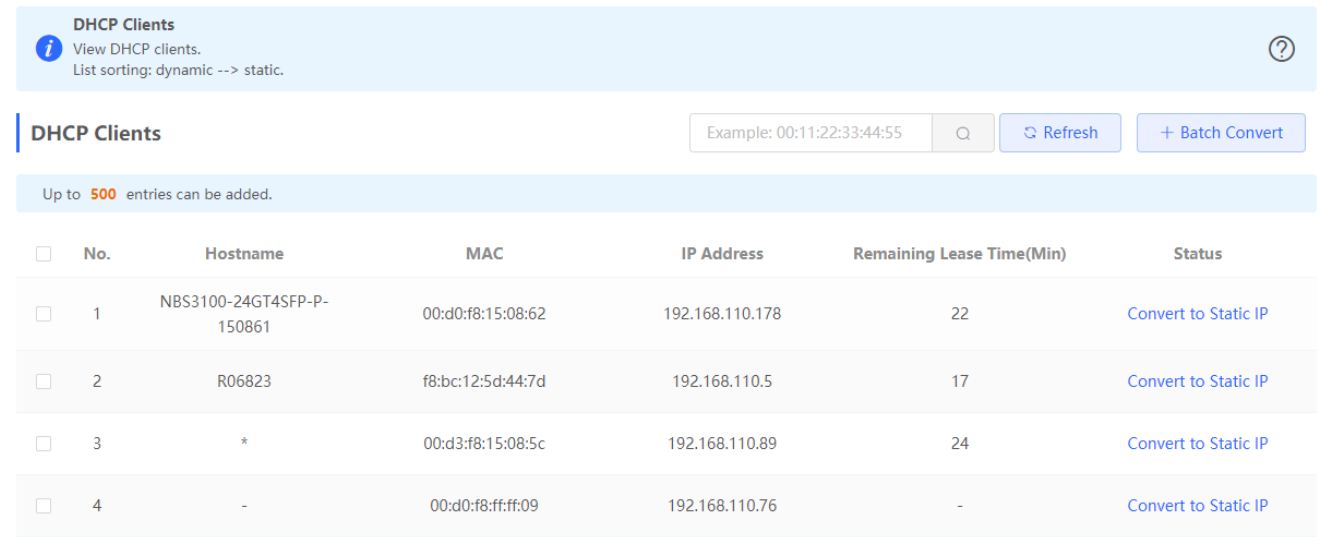 DHCP Clients
View DHCP clients.
List sorting: dynamic --> static.
DHCP Clients
Example: 00:11:22:33:44:55
Refresh
+ Batch Convert
Up to 500 entries can be added.
No. Hostname MAC IP Address Remaining Lease Time(Min) Status
1 NBS3100-24GT4SFP-P- 00:d0:f8:15:08:62 192.168.110.178 22 Convert to Static IP
150861
2 R06823 f8:bc:12:5d:44:7d 192.168.110.5 17 Convert to Static IP
3 * 00:d3:f8:15:08:5c 192.168.110.89 24 Convert to Static IP
4 - 00:d0:f8:ff:ff:09 192.168.110.76 - Convert to Static IP